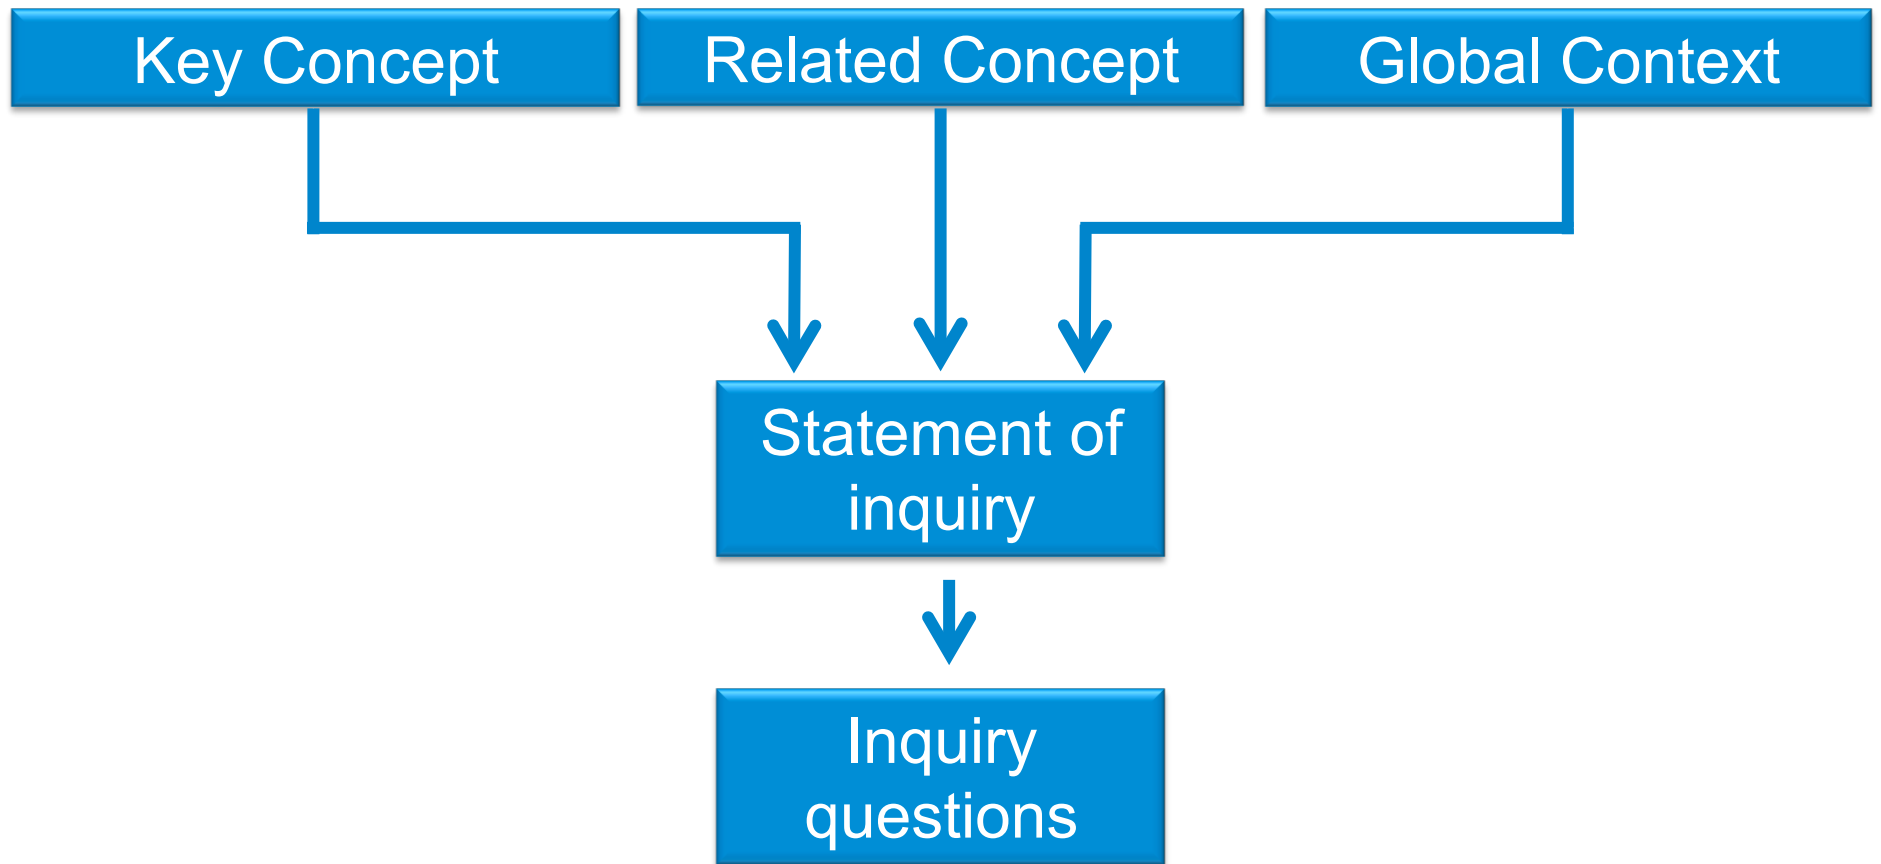 Key Concept
Related Concept
Global Context
Statement of
inquiry
Inquiry
questions